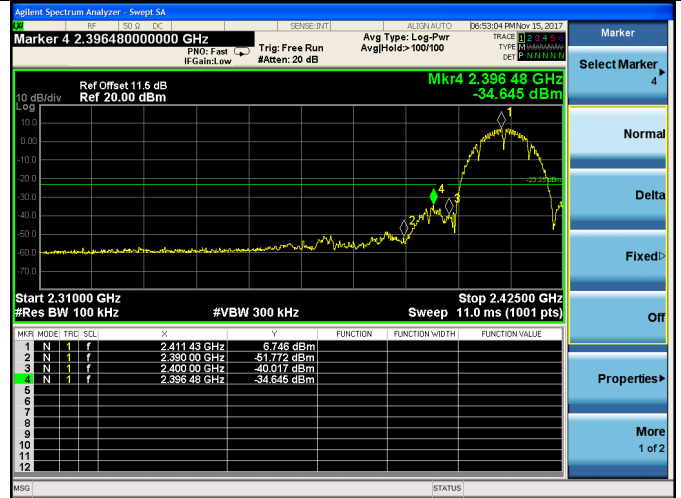 Agilent Spectrum Analyzer - Swept SA
RF 50 Ω DC SENSE:INT ALIGN AUTO 06:53:04 PM Nov 15, 2017
Marker 4 2.396480000000 GHz
PNO: Fast
IFGain:Low
Trig: Free Run
#Atten: 20 dB
Avg Type: Log-Pwr
Avg|Hold>100/100
TRACE 1 2 3 4 5 6
TYPE M
DET P N N N N N
Ref Offset 11.5 dB
10 dB/div Ref 20.00 dBm
Log
Mkr4 2.396 48 GHz
-34.645 dBm
10.0
0.00
-10.0
-20.0
-30.0
-40.0
-50.0
-60.0
-70.0
1
2
3
4
Start 2.31000 GHz Stop 2.42500 GHz
#Res BW 100 kHz #VBW 300 kHz Sweep 11.0 ms (1001 pts)
MKR MODE TRC SCL X Y FUNCTION FUNCTION WIDTH FUNCTION VALUE
1 N 1 f 2.411 43 GHz 6.746 dBm
2 N 1 f 2.390 00 GHz -51.772 dBm
3 N 1 f 2.400 00 GHz -40.017 dBm
4 N 1 f 2.396 48 GHz -34.645 dBm
5
6
7
8
9
10
11
12
MSG STATUS
Marker
Select Marker
4
Normal
Delta
Fixed
Off
Properties
More
1 of 2